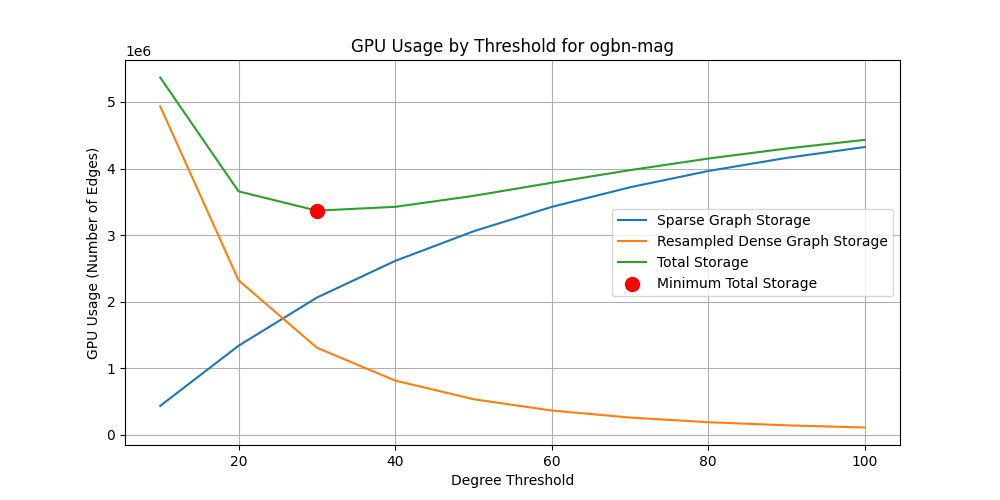 GPU Usage by Threshold for ogbn-mag
1e6
GPU Usage (Number of Edges)
5
4
3
2
1
0
Sparse Graph Storage
Resampled Dense Graph Storage
Total Storage
Minimum Total Storage
20 40 60 80 100
Degree Threshold